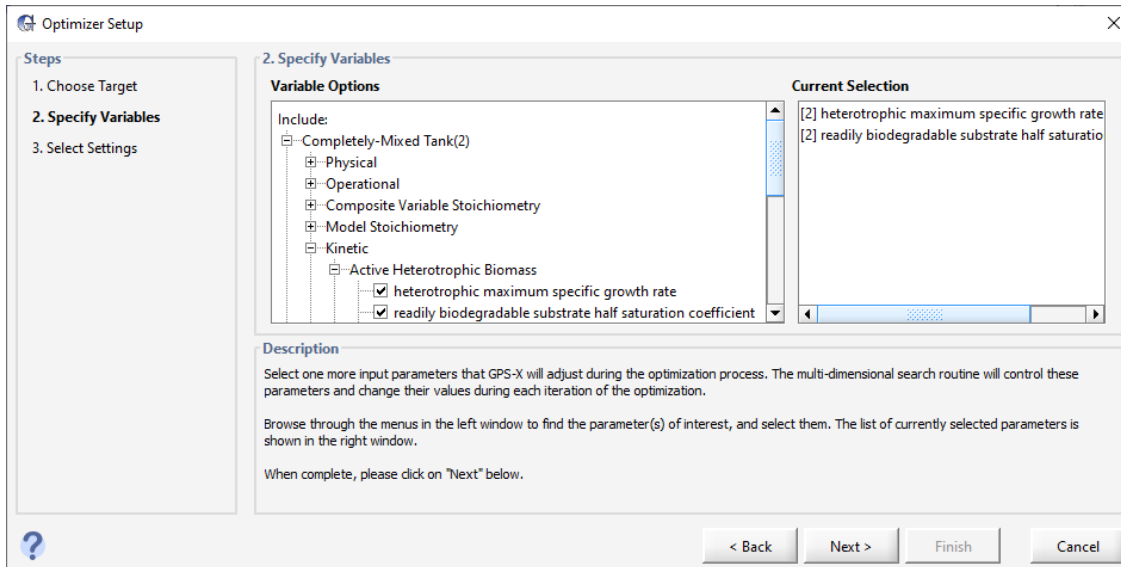 Optimizer Setup
Steps
1. Choose Target
2. Specify Variables
3. Select Settings
2. Specify Variables
Variable Options
Include:
Completely-Mixed Tank(2)
Physical
Operational
Composite Variable Stoichiometry
Model Stoichiometry
Kinetic
Active Heterotrophic Biomass
heterotrophic maximum specific growth rate
readily biodegradable substrate half saturation coefficient
Current Selection
[2] heterotrophic maximum specific growth rate
[2] readily biodegradable substrate half saturatio
Description
Select one more input parameters that GPS-X will adjust during the optimization process. The multi-dimensional search routine will control these
parameters and change their values during each iteration of the optimization.
Browse through the menus in the left window to find the parameter(s) of interest, and select them. The list of currently selected parameters is
shown in the right window.
When complete, please click on "Next" below.
?
< Back
Next >
Finish
Cancel